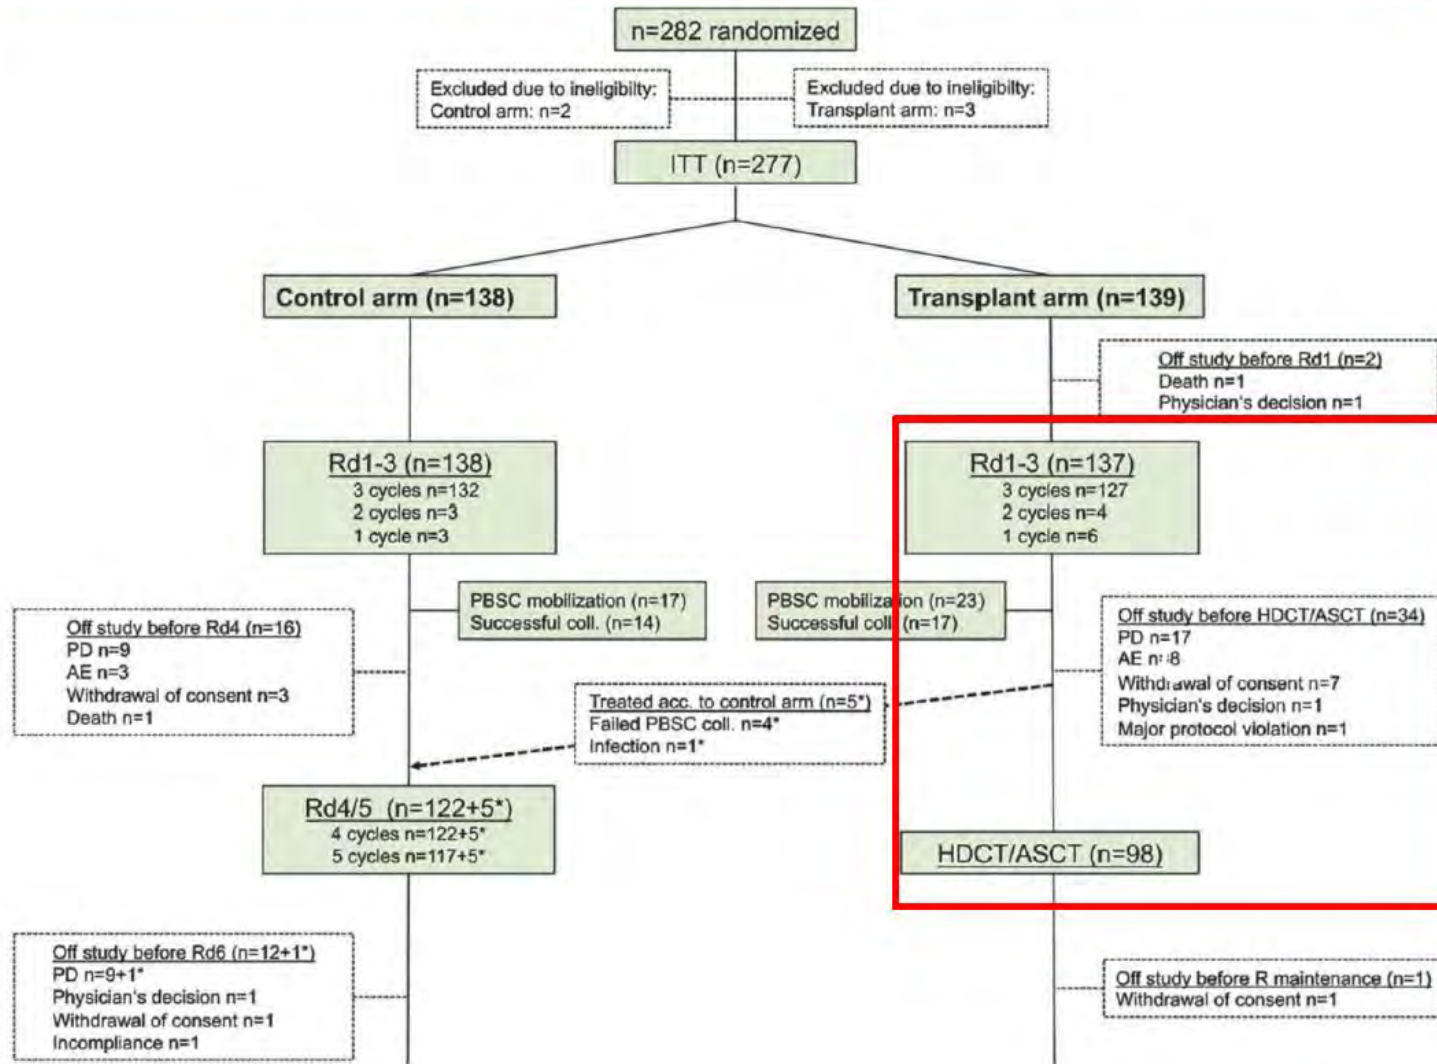 n=282 randomized
Excluded due to ineligibilty:
Control arm: n=2
Excluded due to ineligibilty:
Transplant arm: n=3
ITT (n=277)
Control arm (n=138)
Transplant arm (n=139)
Off study before Rd1 (n=2)
Death n=1
Physician's decision n=1
Rd1-3 (n=138)
3 cycles n=132
2 cycles n=3
1 cycle n=3
Rd1-3 (n=137)
3 cycles n=127
2 cycles n=4
1 cycle n=6
PBSC mobilization (n=17)
Successful coll. (n=14)
PBSC mobilization (n=23)
Successful coll. (n=17)
Off study before Rd4 (n=16)
PD n=9
AE n=3
Withdrawal of consent n=3
Death n=1
Off study before HDCT/ASCT (n=34)
PD n=17
AE n=8
Withdrawal of consent n=7
Physician's decision n=1
Major protocol violation n=1
Treated acc. to control arm (n=5*)
Failed PBSC coll. n=4*
Infection n=1*
Rd4/5 (n=122+5*)
4 cycles n=122+5*
5 cycles n=117+5*
HDCT/ASCT (n=98)
Off study before Rd6 (n=12+1*)
PD n=9+1*
Physician's decision n=1
Withdrawal of consent n=1
Incompliance n=1
Off study before R maintenance (n=1)
Withdrawal of consent n=1